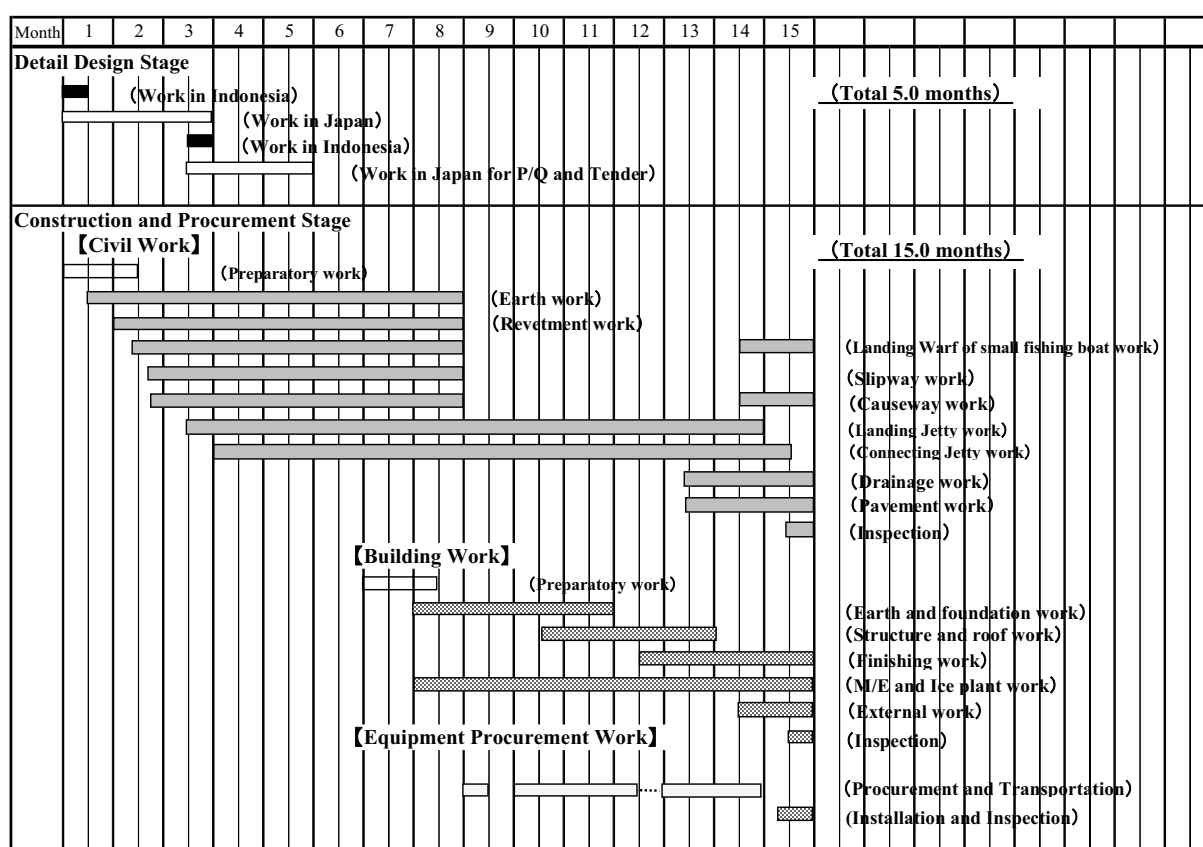 Month 1 2 3 4 5 6 7 8 9 10 11 12 13 14 15
Detail Design Stage
(Work in Indonesia)
(Total 5.0 months)
(Work in Japan)
(Work in Indonesia)
(Work in Japan for P/Q and Tender)
Construction and Procurement Stage
【Civil Work】
(Total 15.0 months)
(Preparatory work)
(Earth work)
(Revetment work)
(Landing Warf of small fishing boat work)
(Slipway work)
(Causeway work)
(Landing Jetty work)
(Connecting Jetty work)
(Drainage work)
(Pavement work)
(Inspection)
【Building Work】
(Preparatory work)
(Earth and foundation work)
(Structure and roof work)
(Finishing work)
(M/E and Ice plant work)
(External work)
【Equipment Procurement Work】
(Inspection)
(Procurement and Transportation)
(Installation and Inspection)